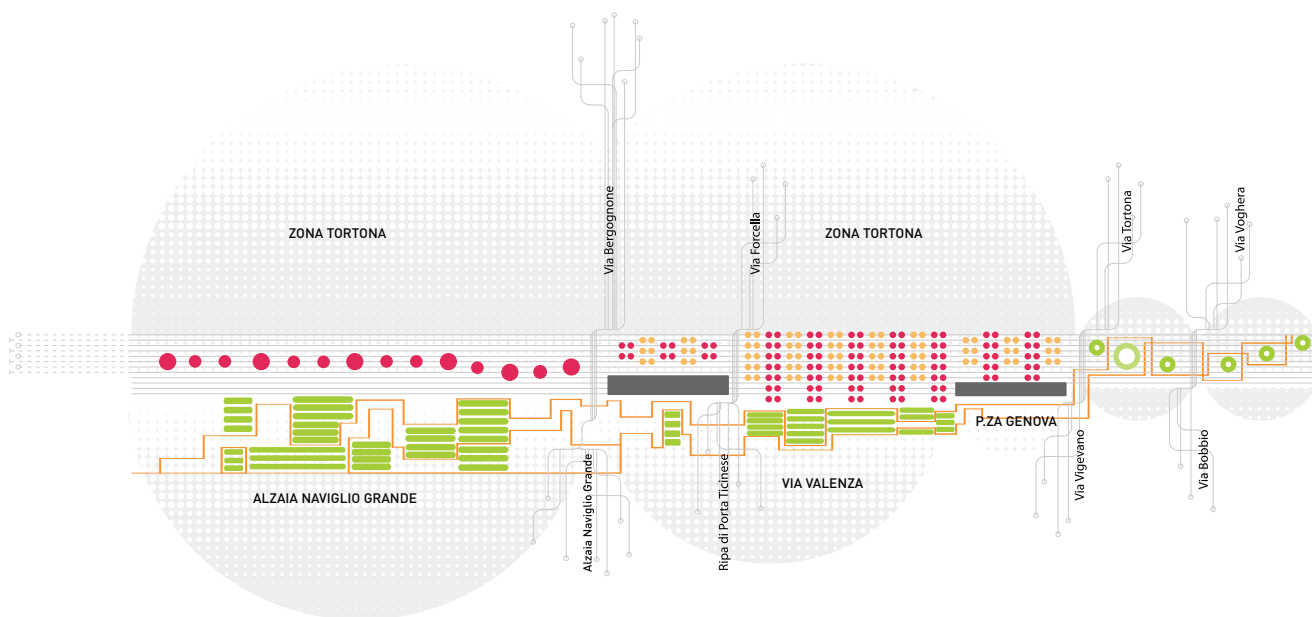 ZONA TORTONA
ZONA TORTONA
Via Bergognone
Via Forcella
Via Tortona
Via Voghera
P.ZA GENOVA
ALZAIA NAVIGLIO GRANDE
VIA VALENZA
Alzaia Naviglio Grande
Ripa di Porta Ticinese
Via Vigevano
Via Bobbio